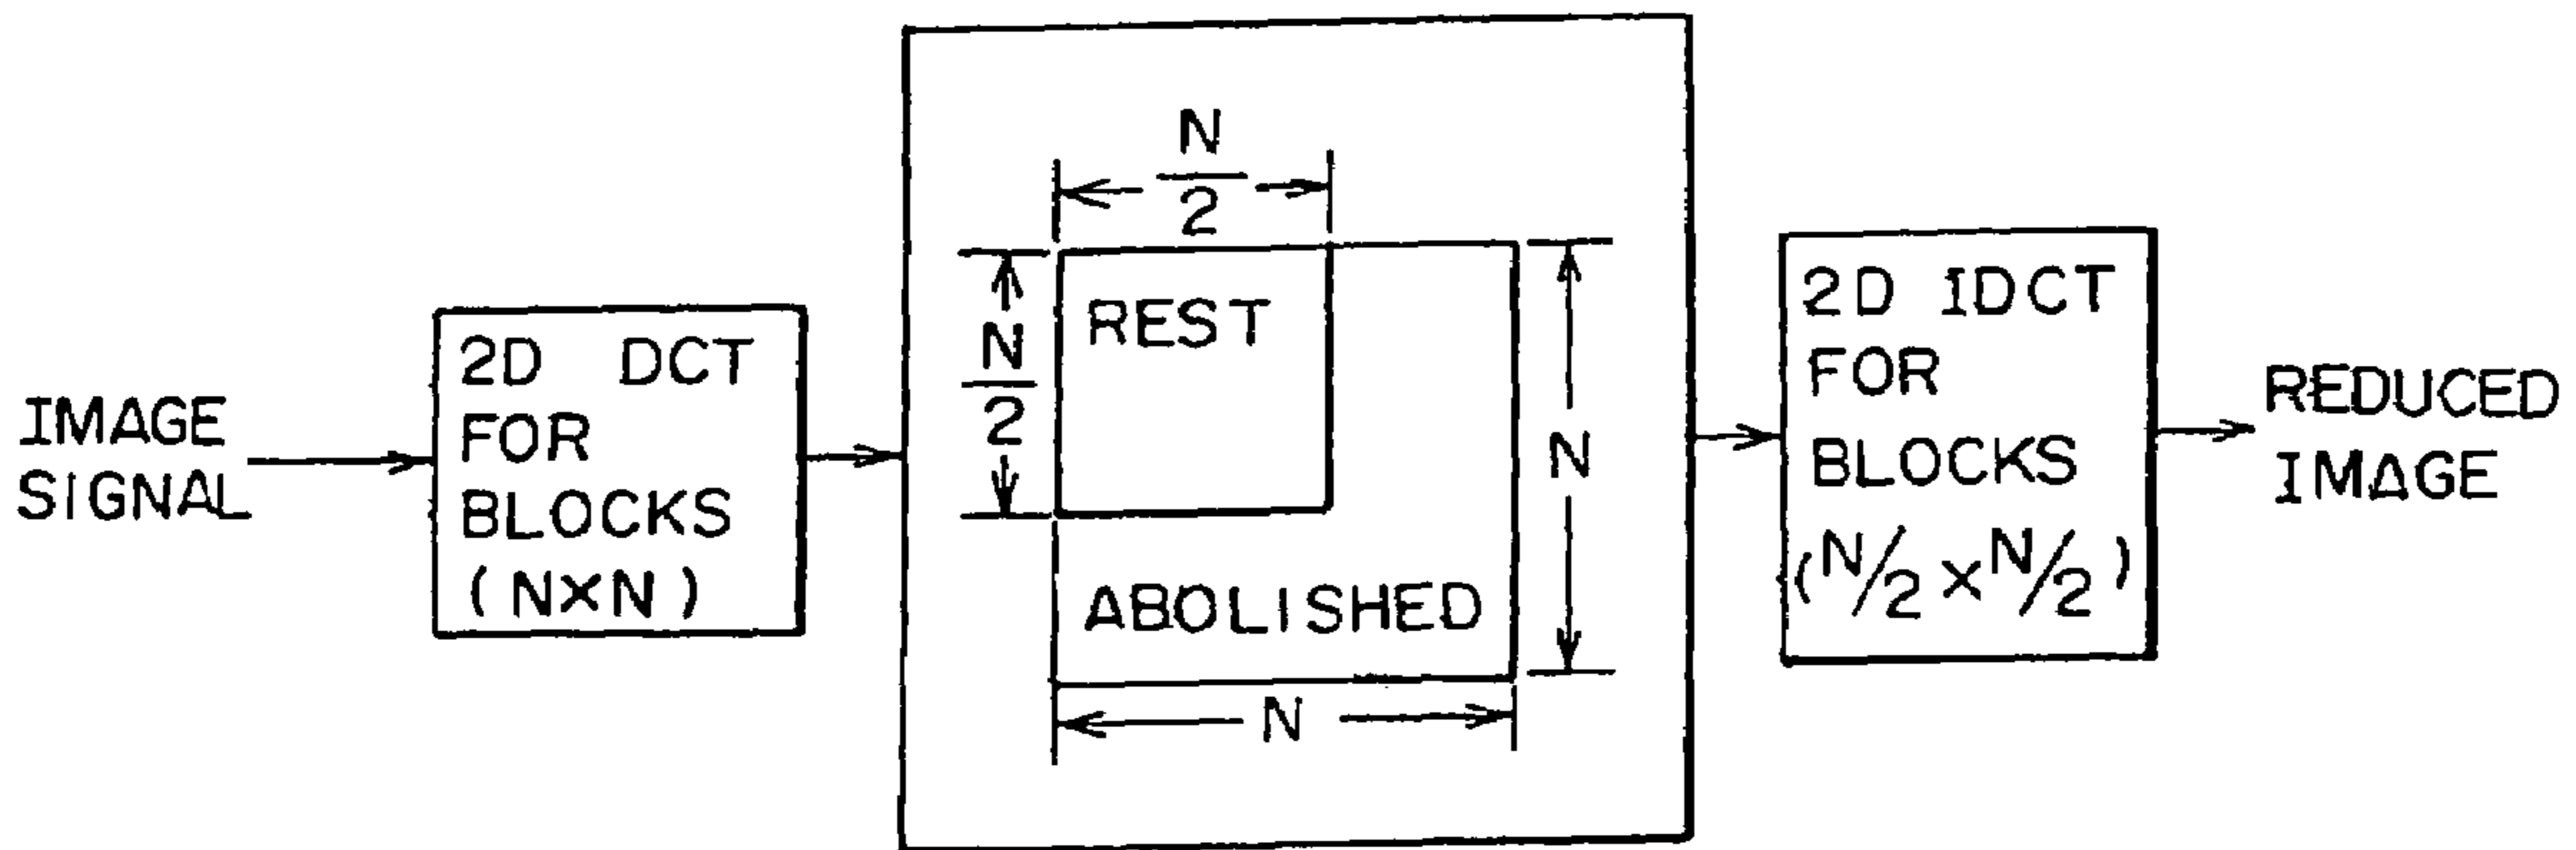 IMAGE
SIGNAL
2D DCT
FOR
BLOCKS
(N×N)
N/2
N/2
REST
ABOLISHED
N
N
2D IDCT
FOR
BLOCKS
(N/2×N/2)
REDUCED
IMAGE